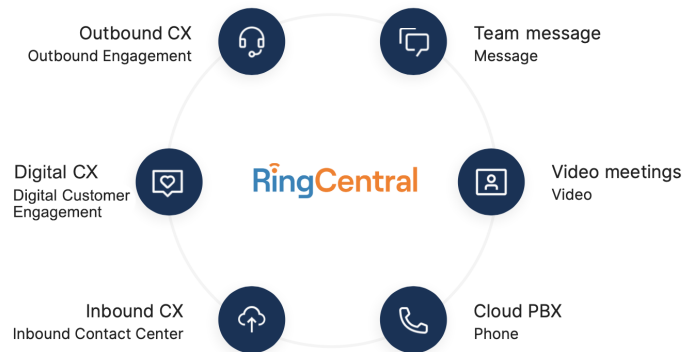 Outbound CX
Outbound Engagement
Team message
Message
Digital CX
Digital Customer
Engagement
RingCentral
Video meetings
Video
Inbound CX
Inbound Contact Center
Cloud PBX
Phone